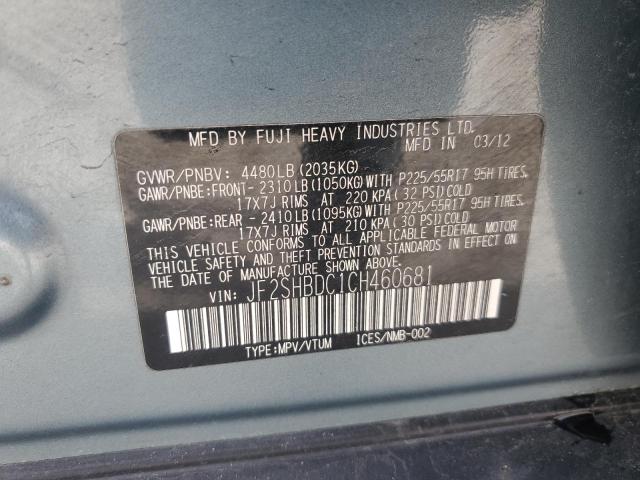 MFD BY FUJI HEAVY INDUSTRIES LTD.
MFD IN 03/12
GVWR/PNBV: 4480LB(2035KG)
GAWR/PNBE:FRONT-2310LB(1050KG)WITH P225/55R17 95H TIRES.
17X7J RIMS AT 220 KPA(32 PSI)COLD
GAWR/PNBE:REAR -2410LB(1095KG)WITH P225/55R17 95H TIRES.
17X7J RIMS AT 210 KPA(30 PSI)COLD
THIS VEHICLE CONFORMS TO ALL APPLICABLE FEDERAL MOTOR
VEHICLE SAFETY AND THEFT PREVENTION STANDARDS IN EFFECT ON
THE DATE OF MANUFACTURE SHOWN ABOVE.
VIN: JF2SHBDC1CH460681
TYPE:MPV/VTUM ICES/NMB-002